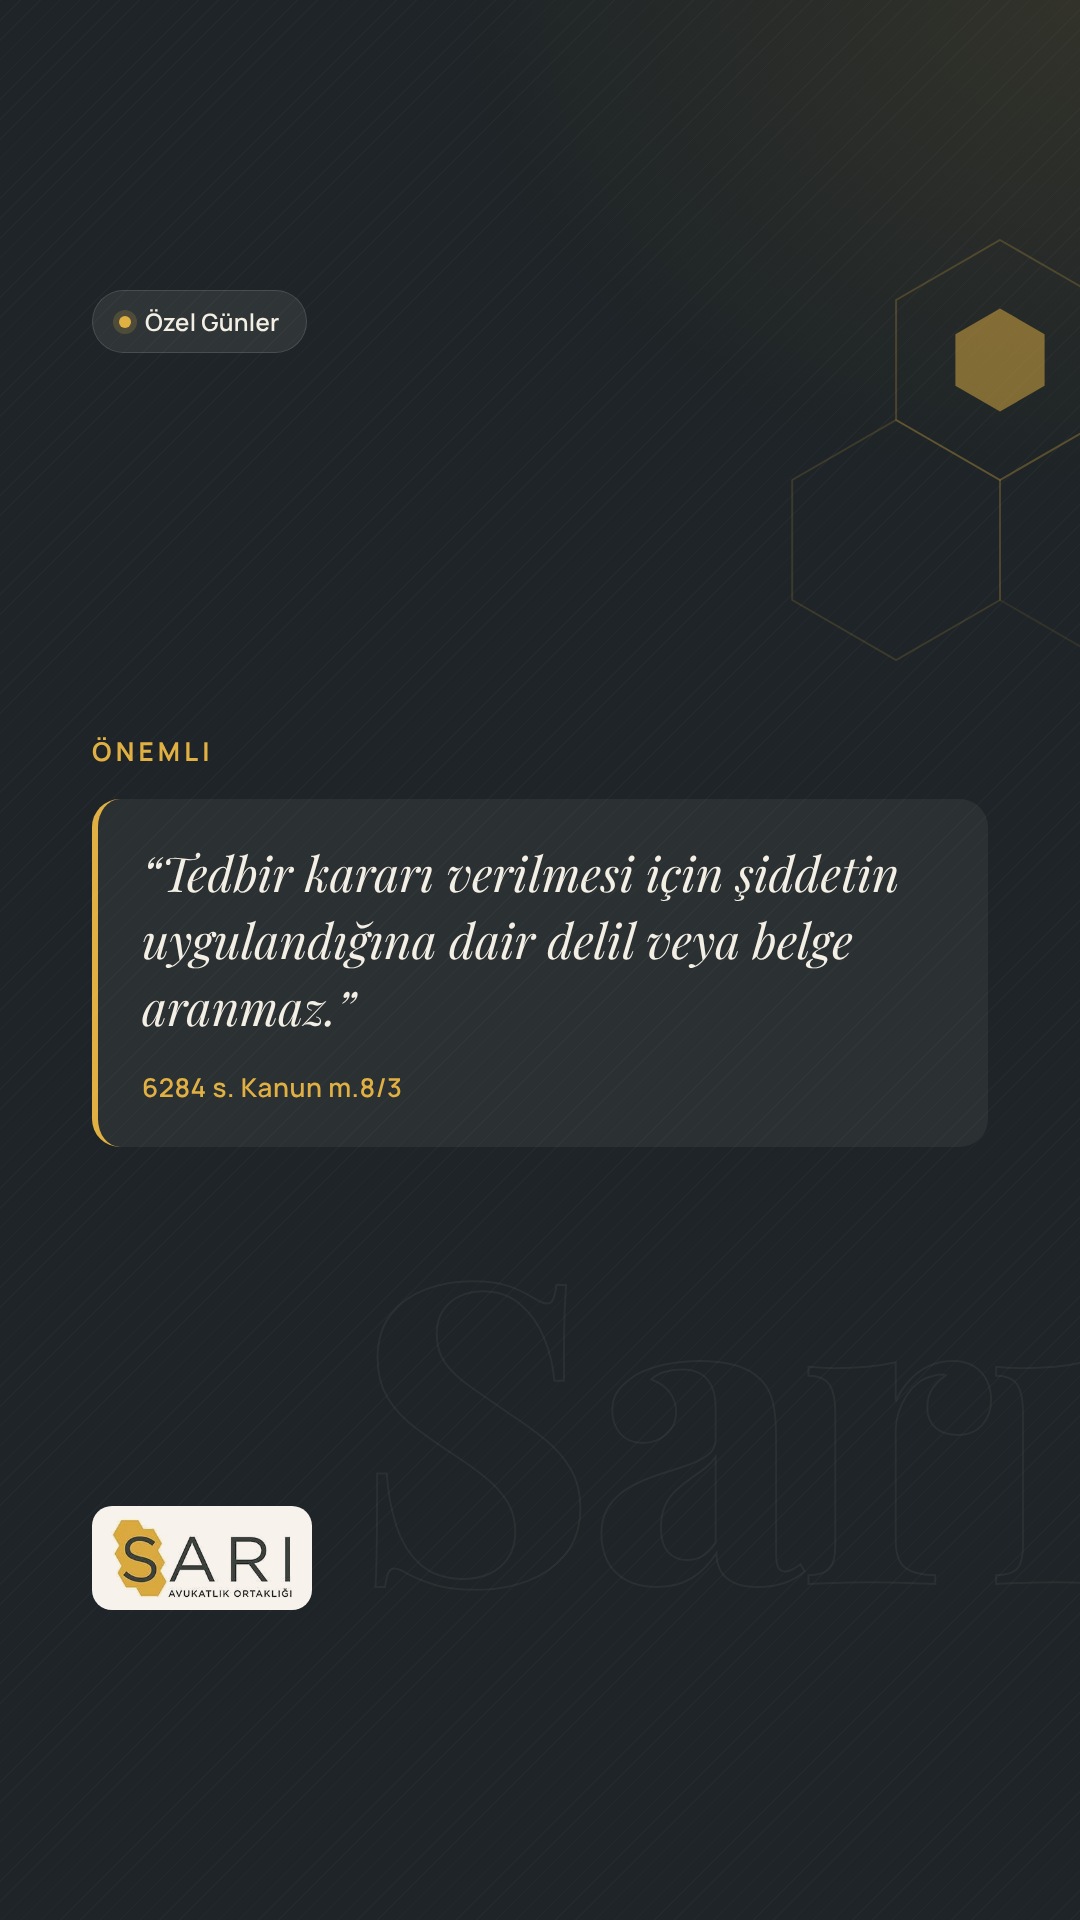 Özel Günler
ÖNEMLI
“Tedbir kararı verilmesi için şiddetin
uygulandığına dair delil veya belge
aranmaz.”
6284 s. Kanun m.8/3
Sarı
SARI
AVUKATLIK ORTAKLIĞI